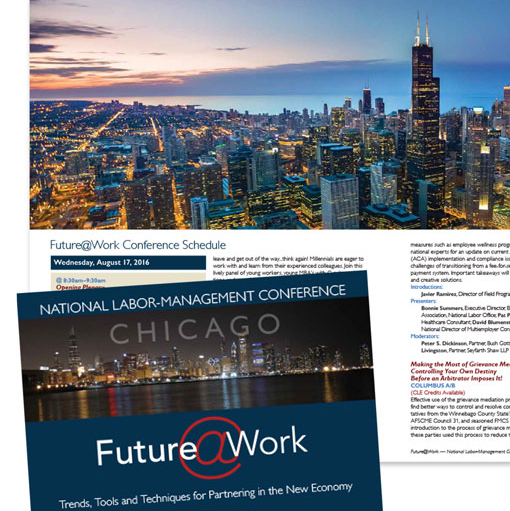 Future@Work Conference Schedule
Wednesday, August 17, 2016
@ 8:30am–9:30am
Opening Plenary
leave and get out of the way...think again! Millennials are eager to
work with and learn from their experienced colleagues. Join this
lively panel of young workers, young MBA's
measures such as employee wellness
national experts for an update on current
(ACA) implementation and compliance
challenges of transitioning from a
payment system. Important takeaways will
and creative solutions.
Introductions:
Javier Ramirez, Director of Field
Presenters:
Bonnie Summers, Executive Director,
Association, National Labor Office;
Healthcare Consultant; David
National Director of Multiemployer
Moderators:
Peter S. Dickinson, Partner, Bush
Livingston, Partner, Seyfarth Shaw LLP
Making the Most of Grievance
Controlling Your Own Destiny
Before an Arbitrator Imposes It!
COLUMBUS A/B
(CLE Credits Available)
Effective use of the grievance mediation
find better ways to control and resolve
tatives from the Winnebago County State'
AFSCME Council 31, and seasoned FMCS
introduction to the process of grievance
these parties used this process to reduce
Future@Work — National Labor-Management
NATIONAL LABOR-MANAGEMENT CONFERENCE
CHICAGO
Future@Work
Trends, Tools and Techniques for Partnering in the New Economy